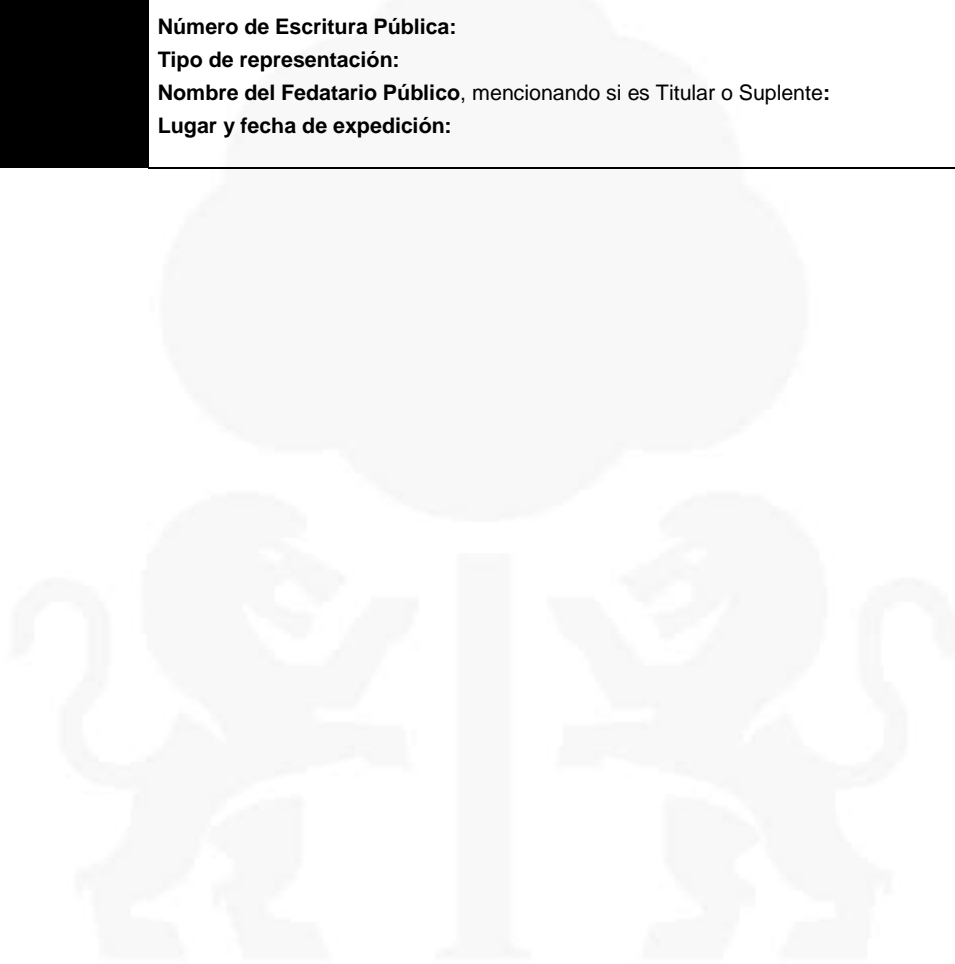 Número de Escritura Pública:
Tipo de representación:
Nombre del Fedatario Público, mencionando si es Titular o Suplente:
Lugar y fecha de expedición: